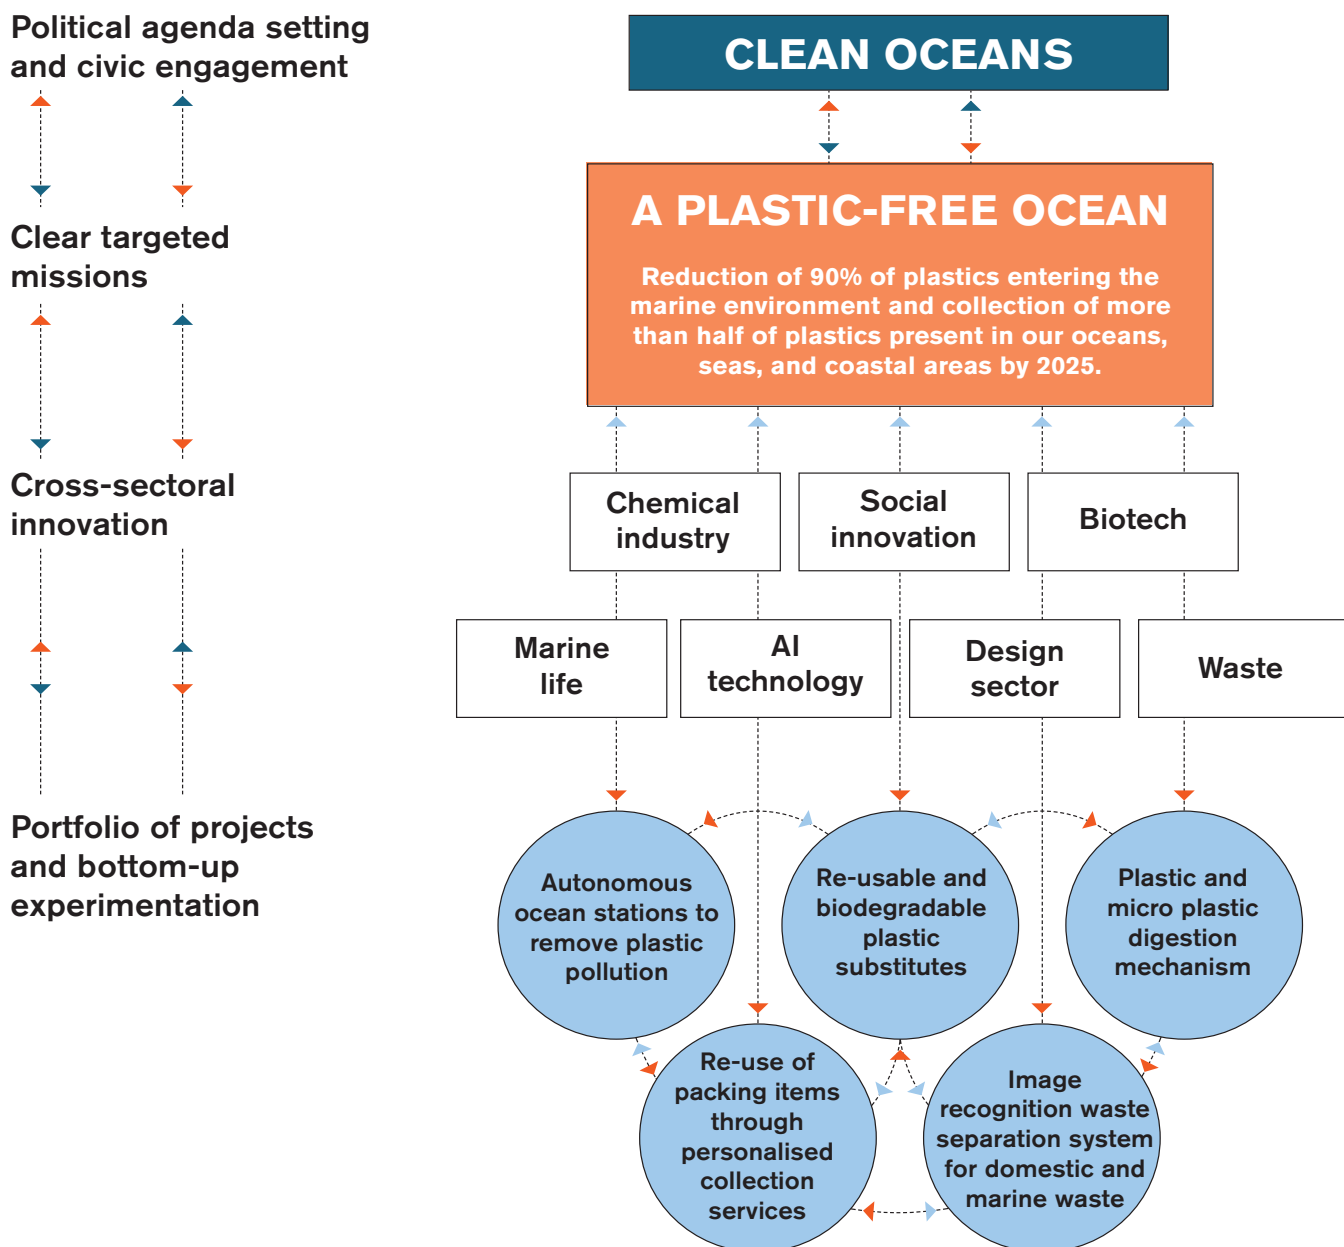 Political agenda setting
and civic engagement
CLEAN OCEANS
A PLASTIC-FREE OCEAN
Reduction of 90% of plastics entering the
marine environment and collection of more
than half of plastics present in our oceans,
seas, and coastal areas by 2025.
Clear targeted
missions
Cross-sectoral
innovation
Chemical
industry
Social
innovation
Biotech
Marine
life
AI
technology
Design
sector
Waste
Portfolio of projects
and bottom-up
experimentation
Autonomous
ocean stations to
remove plastic
pollution
Re-usable and
biodegradable
plastic
substitutes
Plastic and
micro plastic
digestion
mechanism
Re-use of
packing items
through
personalised
collection
services
Image
recognition waste
separation system
for domestic and
marine waste